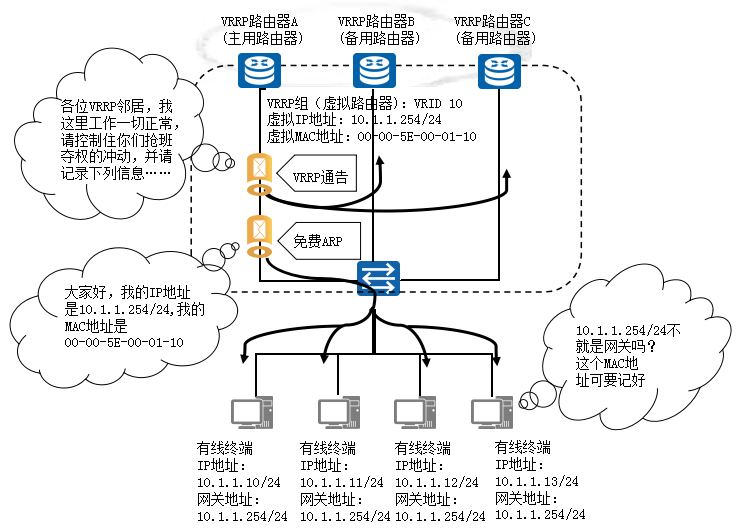 VRRP路由器A
(主用路由器)
VRRP路由器B
(备用路由器)
VRRP路由器C
(备用路由器)
各位VRRP邻居，我
这里工作一切正常，
请控制住你们抢班
夺权的冲动，并请
记录下列信息……
VRRP组（虚拟路由器）：VRID 10
虚拟IP地址：10.1.1.254/24
虚拟MAC地址：00-00-5E-00-01-10
VRRP通告
免费ARP
大家好，我的IP地址
是10.1.1.254/24,我的
MAC地址是
00-00-5E-00-01-10
10.1.1.254/24不
就是网关吗？
这个MAC地
址可要记好
有线终端
IP地址：
10.1.1.10/24
网关地址：
10.1.1.254/24
有线终端
IP地址：
10.1.1.11/24
网关地址：
10.1.1.254/24
有线终端
IP地址：
10.1.1.12/24
网关地址：
10.1.1.254/24
有线终端
IP地址：
10.1.1.13/24
网关地址：
10.1.1.254/24